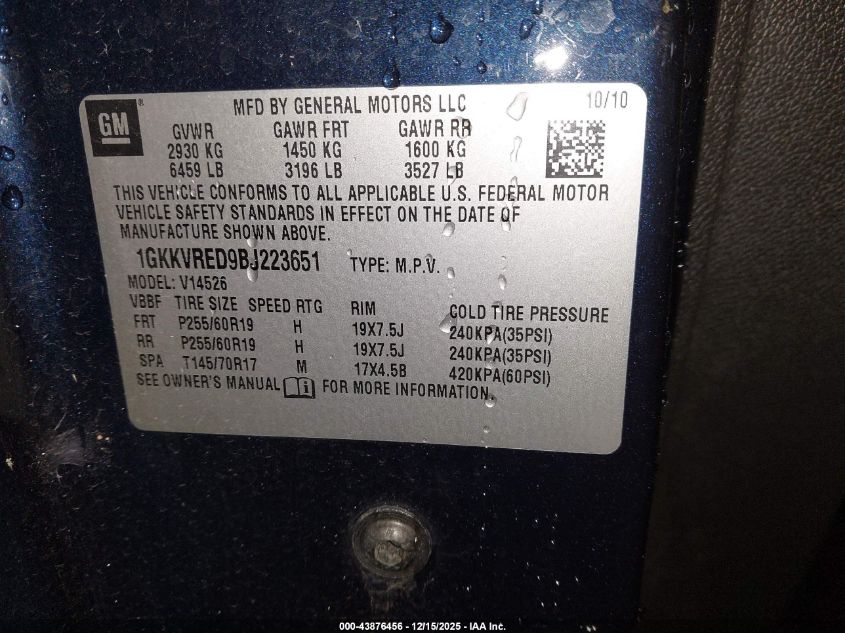 GM ®
MFD BY GENERAL MOTORS LLC 10/10
GVWR GAWR FRT GAWR RR
2930 KG 1450 KG 1600 KG
6459 LB 3196 LB 3527 LB
THIS VEHICLE CONFORMS TO ALL APPLICABLE U.S. FEDERAL MOTOR
VEHICLE SAFETY STANDARDS IN EFFECT ON THE DATE OF
MANUFACTURE SHOWN ABOVE.
1GKKVRED9BJ223651 TYPE: M.P.V.
MODEL: V14526
VBBF TIRE SIZE SPEED RTG RIM COLD TIRE PRESSURE
FRT P255/60R19 H 19X7.5J 240KPA(35PSI)
RR P255/60R19 H 19X7.5J 240KPA(35PSI)
SPA T145/70R17 M 17X4.5B 420KPA(60PSI)
SEE OWNER'S MANUAL FOR MORE INFORMATION.
000-43876456 - 12/15/2025 - IAA Inc.